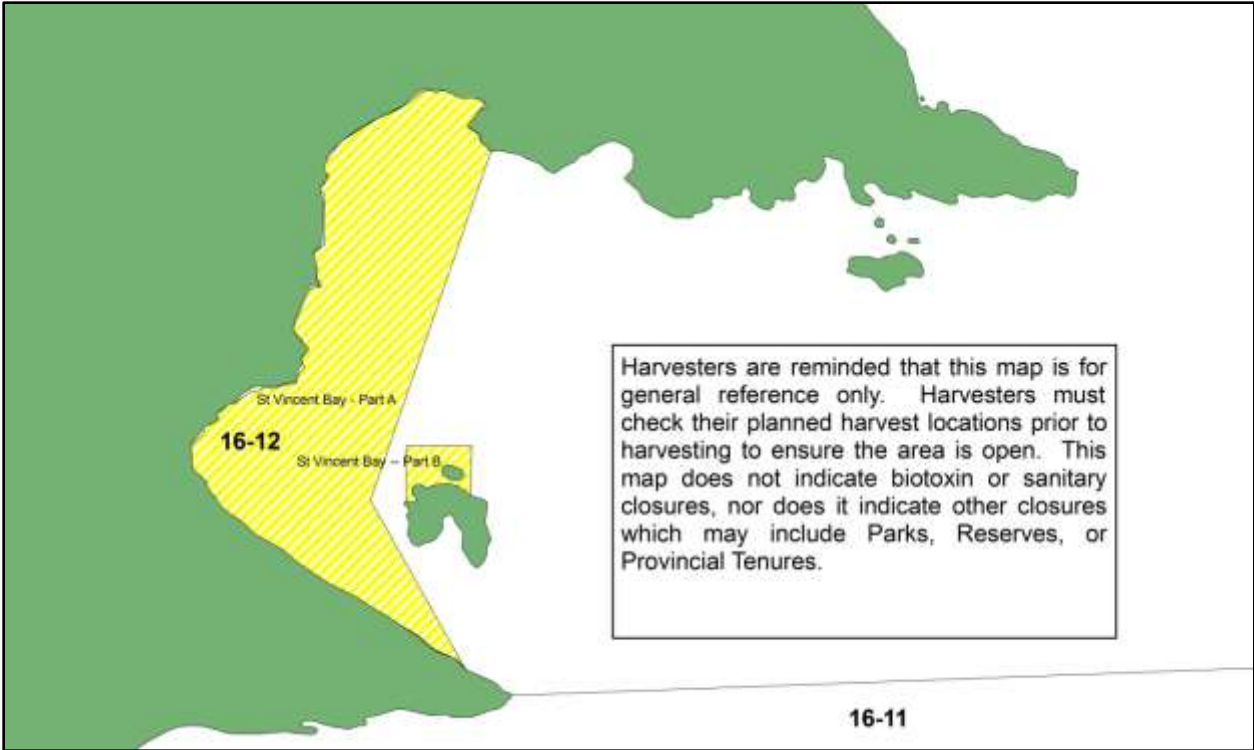 St Vincent Bay - Part A
16-12
St Vincent Bay -- Part B
Harvesters are reminded that this map is for
general reference only. Harvesters must
check their planned harvest locations prior to
harvesting to ensure the area is open. This
map does not indicate biotoxin or sanitary
closures, nor does it indicate other closures
which may include Parks, Reserves, or
Provincial Tenures.
16-11